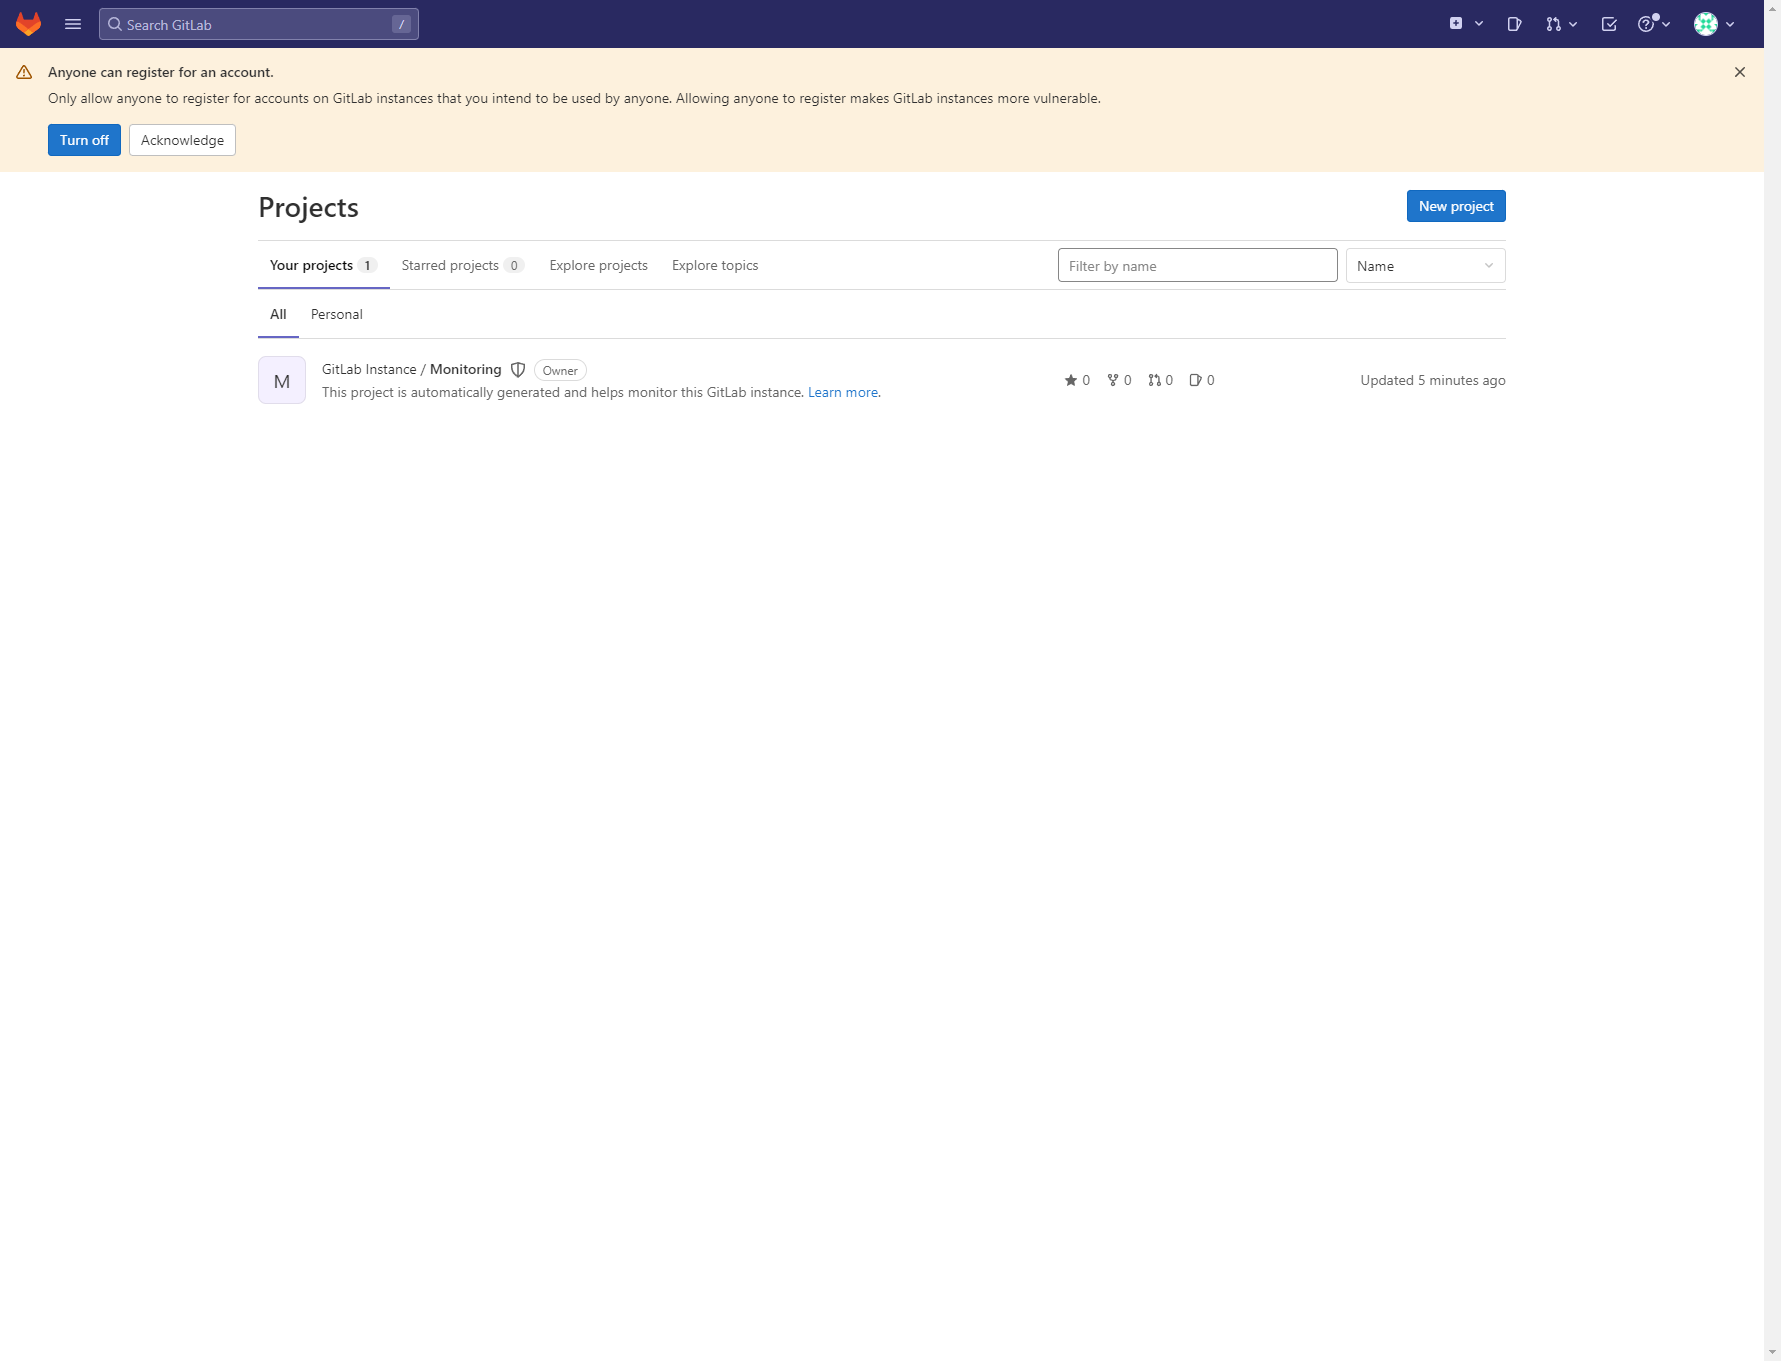 Search GitLab /
Anyone can register for an account.
Only allow anyone to register for accounts on GitLab instances that you intend to be used by anyone. Allowing anyone to register makes GitLab instances more vulnerable.
Turn off Acknowledge
Projects New project
Your projects 1 Starred projects 0 Explore projects Explore topics Filter by name Name
All Personal
M GitLab Instance / Monitoring Owner
This project is automatically generated and helps monitor this GitLab instance. Learn more.
0 0 0 0 Updated 5 minutes ago